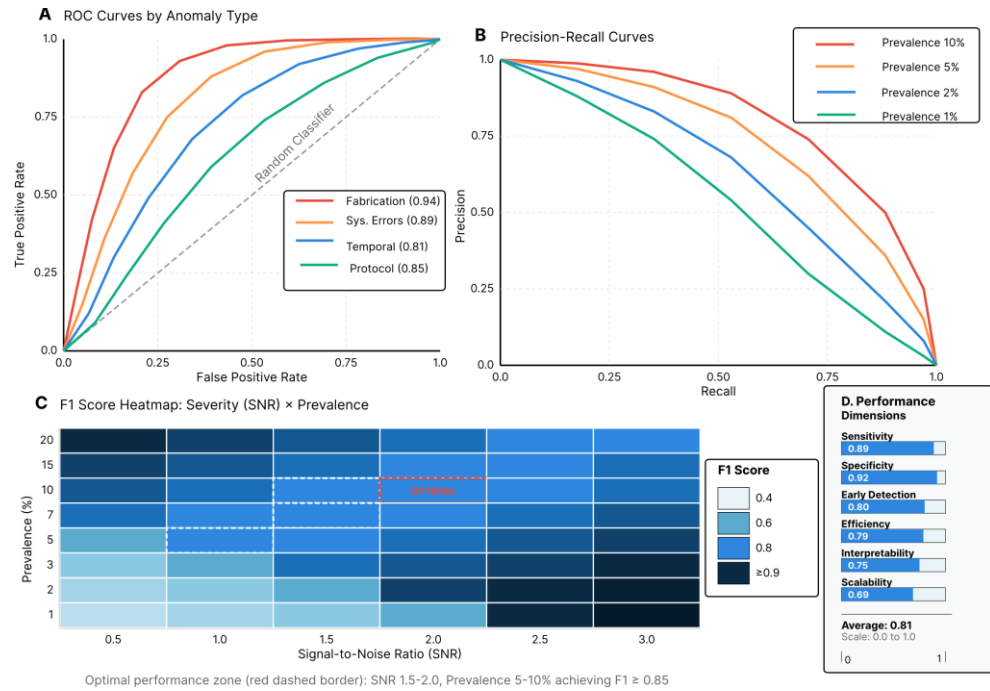 A ROC Curves by Anomaly Type
1.0
0.75
0.50
0.25
0.0
True Positive Rate
0.0 0.25 0.50 0.75 1.0
False Positive Rate
Random Classifier
Fabrication (0.94)
Sys. Errors (0.89)
Temporal (0.81)
Protocol (0.85)
B Precision-Recall Curves
1.0
0.75
0.50
0.25
0.0
Precision
0.0 0.25 0.50 0.75 1.0
Recall
Prevalence 10%
Prevalence 5%
Prevalence 2%
Prevalence 1%
C F1 Score Heatmap: Severity (SNR) × Prevalence
20
15
10
7
5
3
2
1
Prevalence (%)
OPTIMAL
0.5 1.0 1.5 2.0 2.5 3.0
Signal-to-Noise Ratio (SNR)
Optimal performance zone (red dashed border): SNR 1.5-2.0, Prevalence 5-10% achieving F1 ≥ 0.85
F1 Score
0.4
0.6
0.8
≥0.9
D. Performance
Dimensions
Sensitivity
0.89
Specificity
0.92
Early Detection
0.80
Efficiency
0.79
Interpretability
0.75
Scalability
0.69
Average: 0.81
Scale: 0.0 to 1.0
0 1